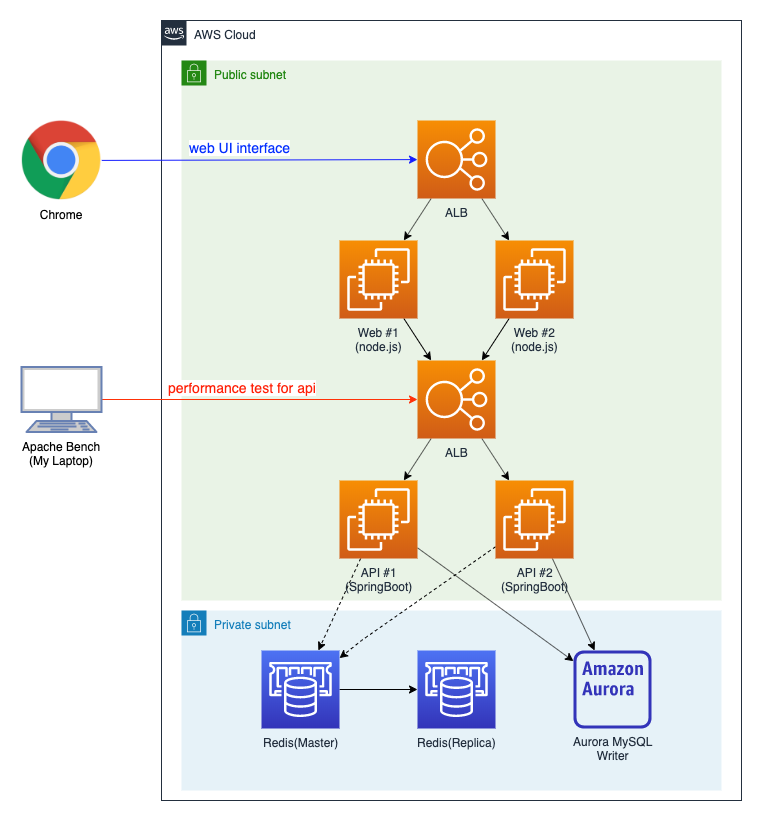 aws
AWS Cloud
Public subnet
web UI interface
Chrome
ALB
Web #1
(node.js)
Web #2
(node.js)
performance test for api
Apache Bench
(My Laptop)
ALB
API #1
(SpringBoot)
API #2
(SpringBoot)
Private subnet
Amazon
Aurora
Redis(Master)
Redis(Replica)
Aurora MySQL
Writer